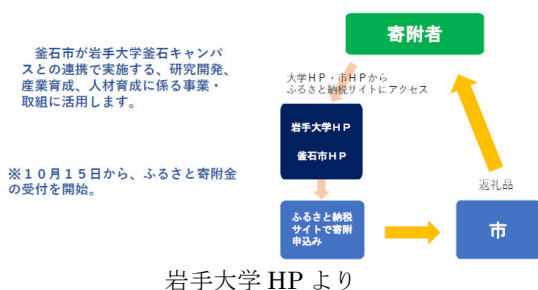 釜石市が岩手大学釜石キャンパ
スとの連携で実施する、研究開発、
産業育成、人材育成に係る事業・
取組に活用します。
※１０月１５日から、ふるさと寄附金
の受付を開始。
寄附者
大学ＨＰ・市ＨＰから
ふるさと納税サイトにアクセス
岩手大学ＨＰ
釜石市ＨＰ
ふるさと納税
サイトで寄附
申込み
市
返礼品
岩手大学 HP より